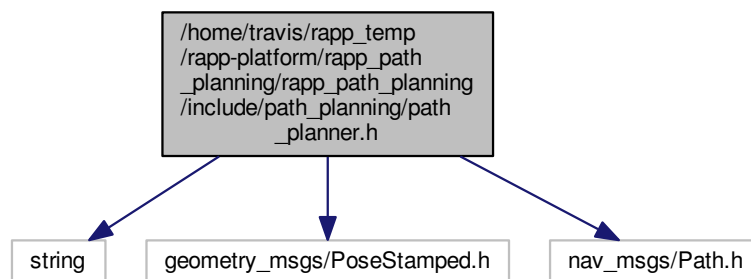 /home/travis/rapp_temp
/rapp-platform/rapp_path
_planning/rapp_path_planning
/include/path_planning/path
_planner.h
string
geometry_msgs/PoseStamped.h
nav_msgs/Path.h